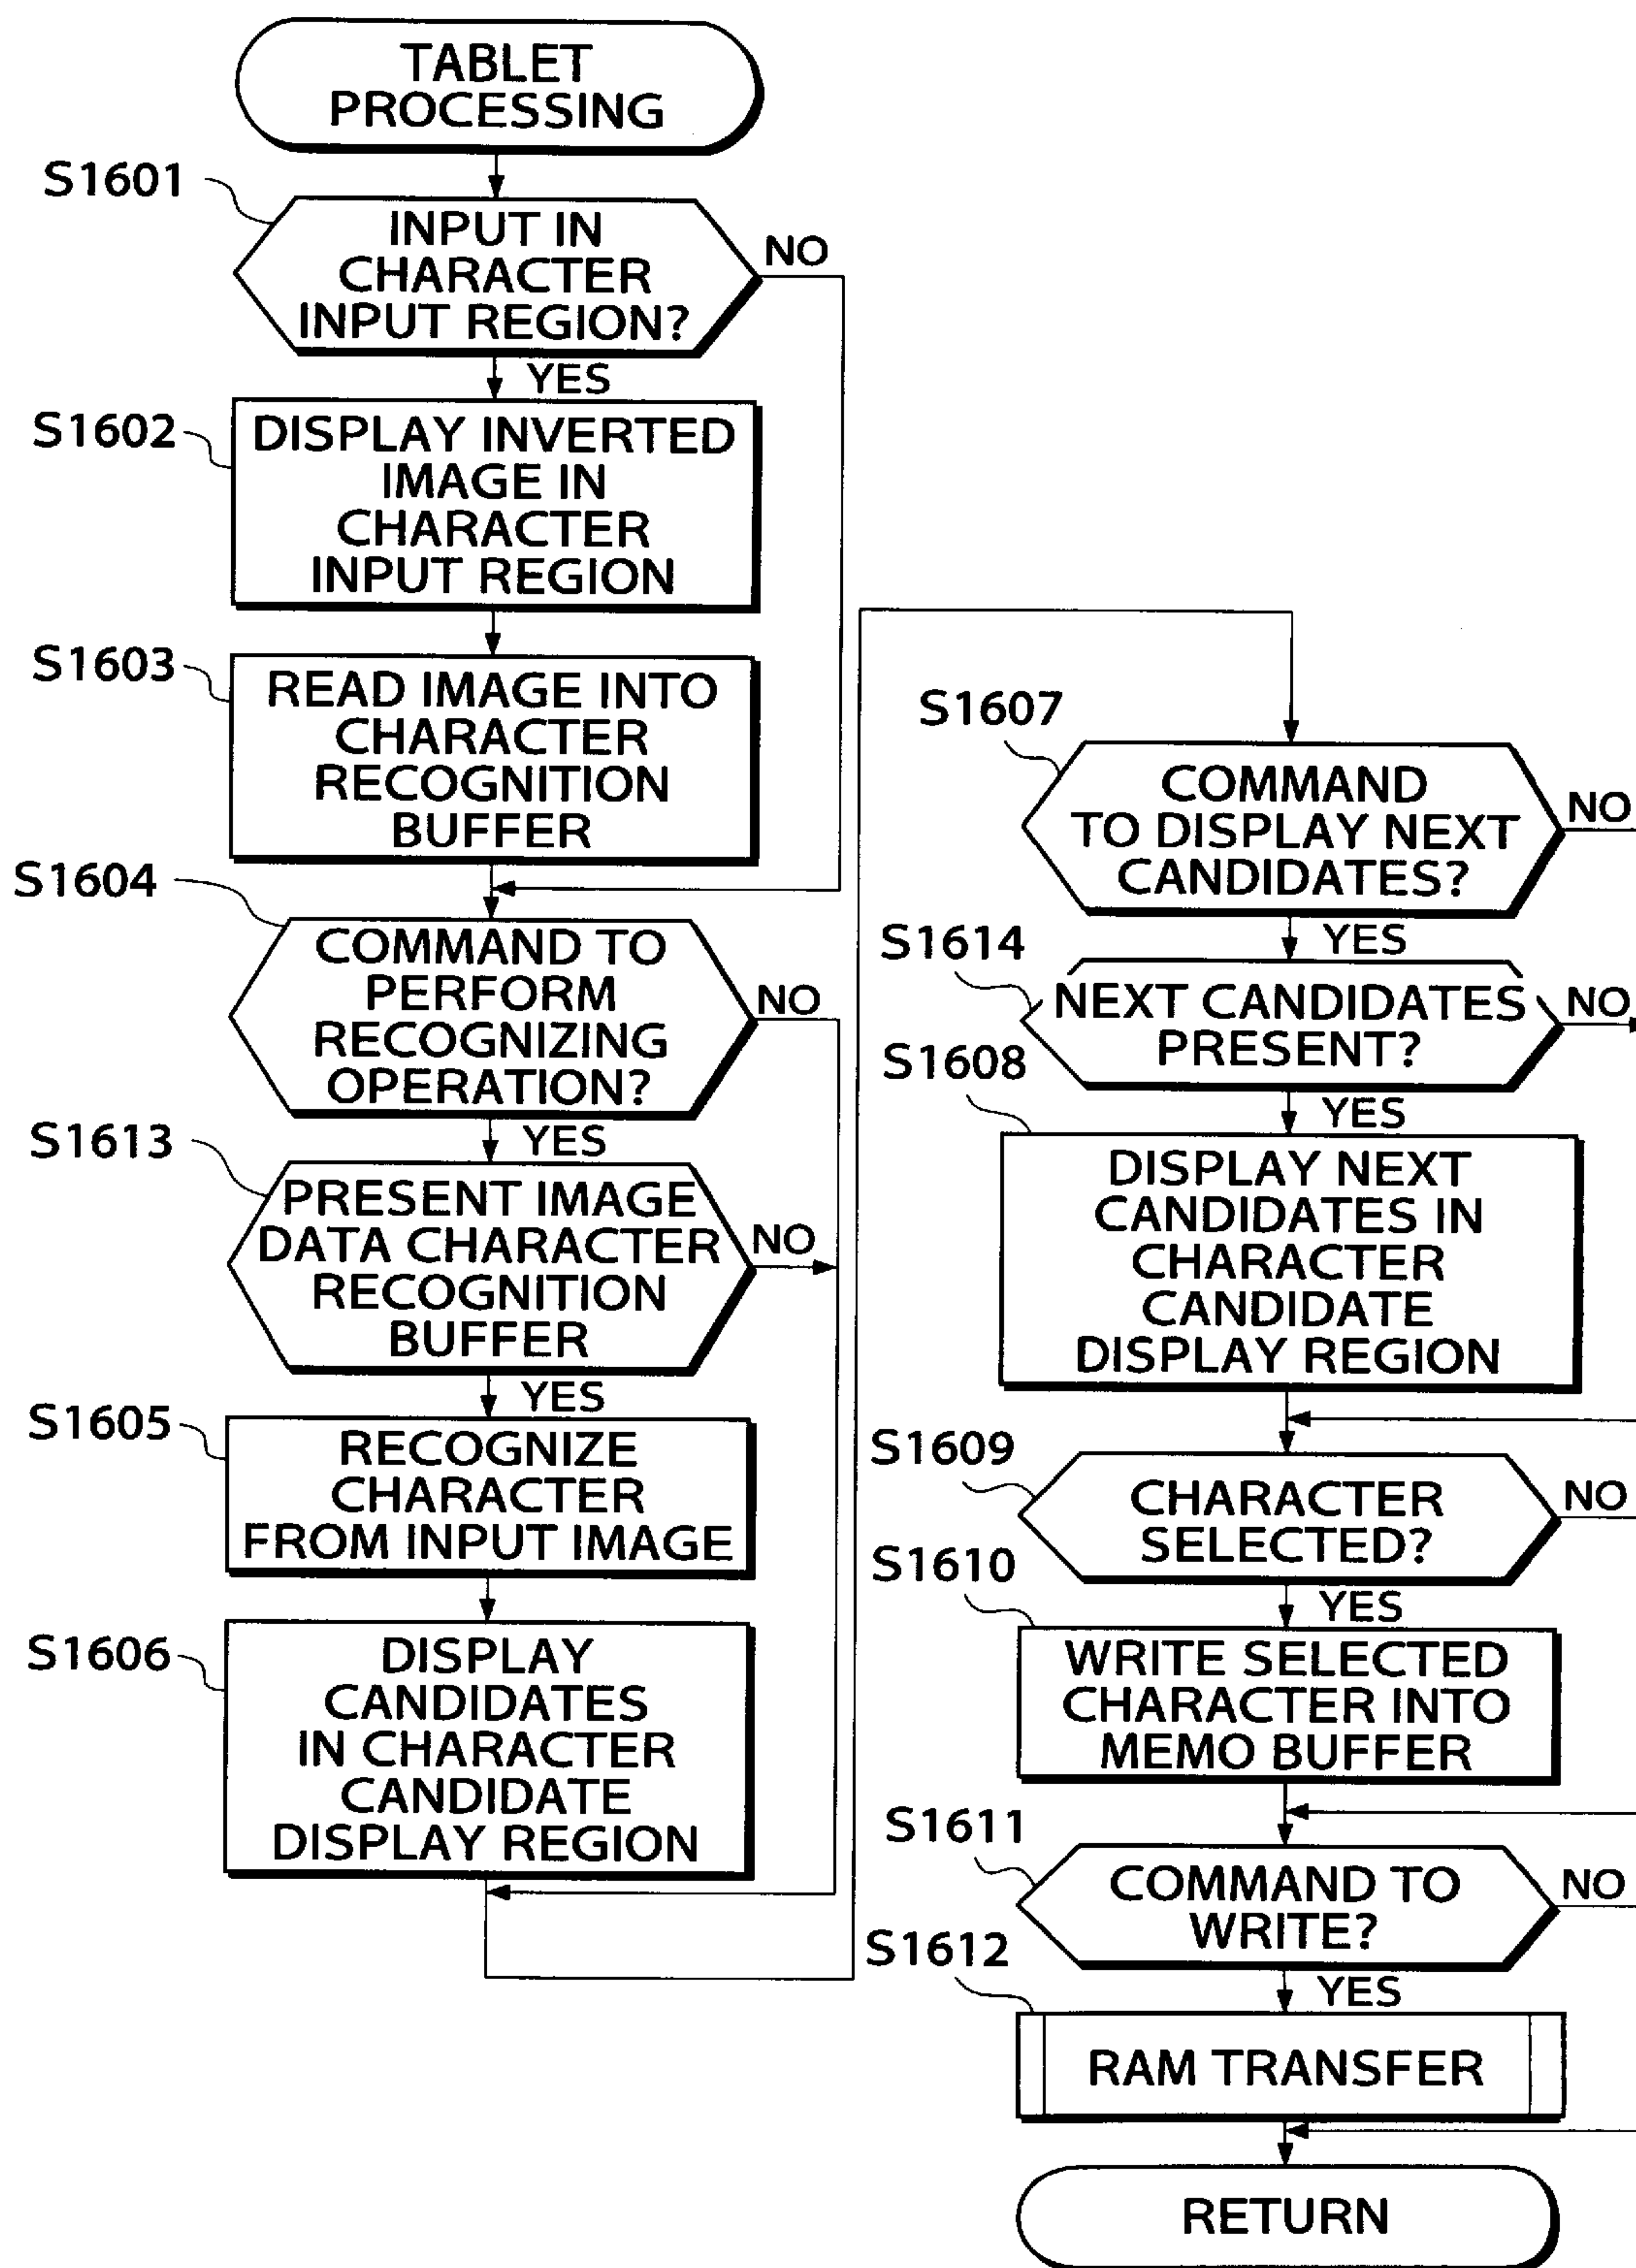 TABLET
PROCESSING
S1601
INPUT IN
CHARACTER
INPUT REGION?
NO
YES
S1602
DISPLAY INVERTED
IMAGE IN
CHARACTER
INPUT REGION
S1603
READ IMAGE INTO
CHARACTER
RECOGNITION
BUFFER
S1604
COMMAND TO
PERFORM
RECOGNIZING
OPERATION?
NO
YES
S1613
PRESENT IMAGE
DATA CHARACTER
RECOGNITION
BUFFER
NO
YES
S1605
RECOGNIZE
CHARACTER
FROM INPUT IMAGE
S1606
DISPLAY
CANDIDATES
IN CHARACTER
CANDIDATE
DISPLAY REGION
S1607
COMMAND
TO DISPLAY NEXT
CANDIDATES?
NO
YES
S1614
NEXT CANDIDATES
PRESENT?
NO
YES
S1608
DISPLAY NEXT
CANDIDATES IN
CHARACTER
CANDIDATE
DISPLAY REGION
S1609
CHARACTER
SELECTED?
NO
YES
S1610
WRITE SELECTED
CHARACTER INTO
MEMO BUFFER
S1611
COMMAND TO
WRITE?
NO
YES
S1612
RAM TRANSFER
RETURN